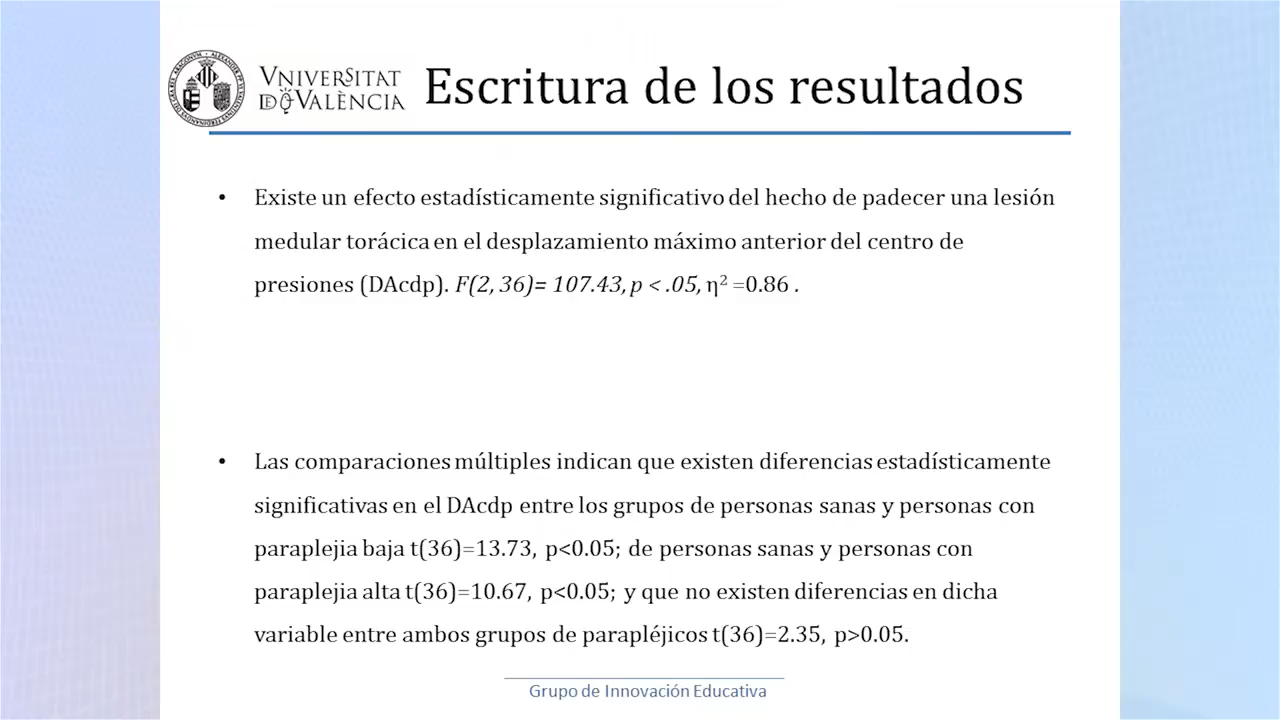 VNIVERSITAT
DE VALÈNCIA
Escritura de los resultados
• Existe un efecto estadísticamente significativo del hecho de padecer una lesión
medular torácica en el desplazamiento máximo anterior del centro de
presiones (DAcdp). F(2, 36)= 107.43, p < .05, η² =0.86 .
• Las comparaciones múltiples indican que existen diferencias estadísticamente
significativas en el DAcdp entre los grupos de personas sanas y personas con
paraplejia baja t(36)=13.73, p<0.05; de personas sanas y personas con
paraplejia alta t(36)=10.67, p<0.05; y que no existen diferencias en dicha
variable entre ambos grupos de parapléjicos t(36)=2.35, p>0.05.
Grupo de Innovación Educativa